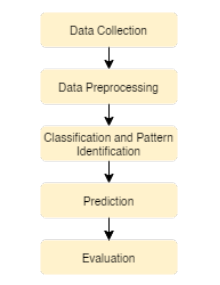 Data Collection
Data Preprocessing
Classification and Pattern
Identification
Prediction
Evaluation